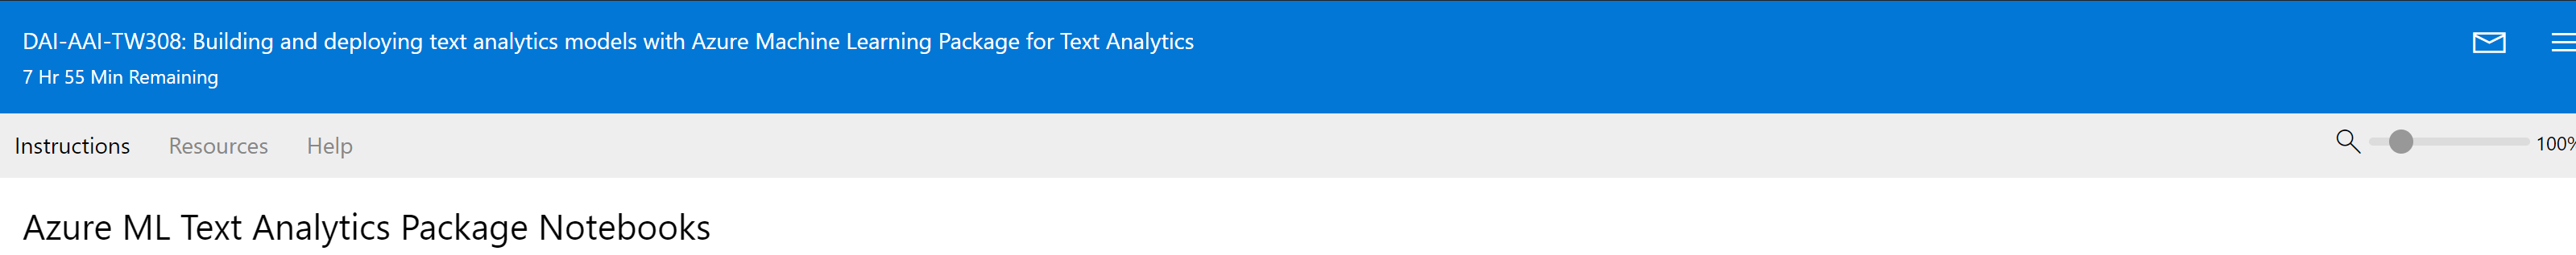 DAI-AAI-TW308: Building and deploying text analytics models with Azure Machine Learning Package for Text Analytics
7 Hr 55 Min Remaining
Instructions Resources Help 100%
Azure ML Text Analytics Package Notebooks